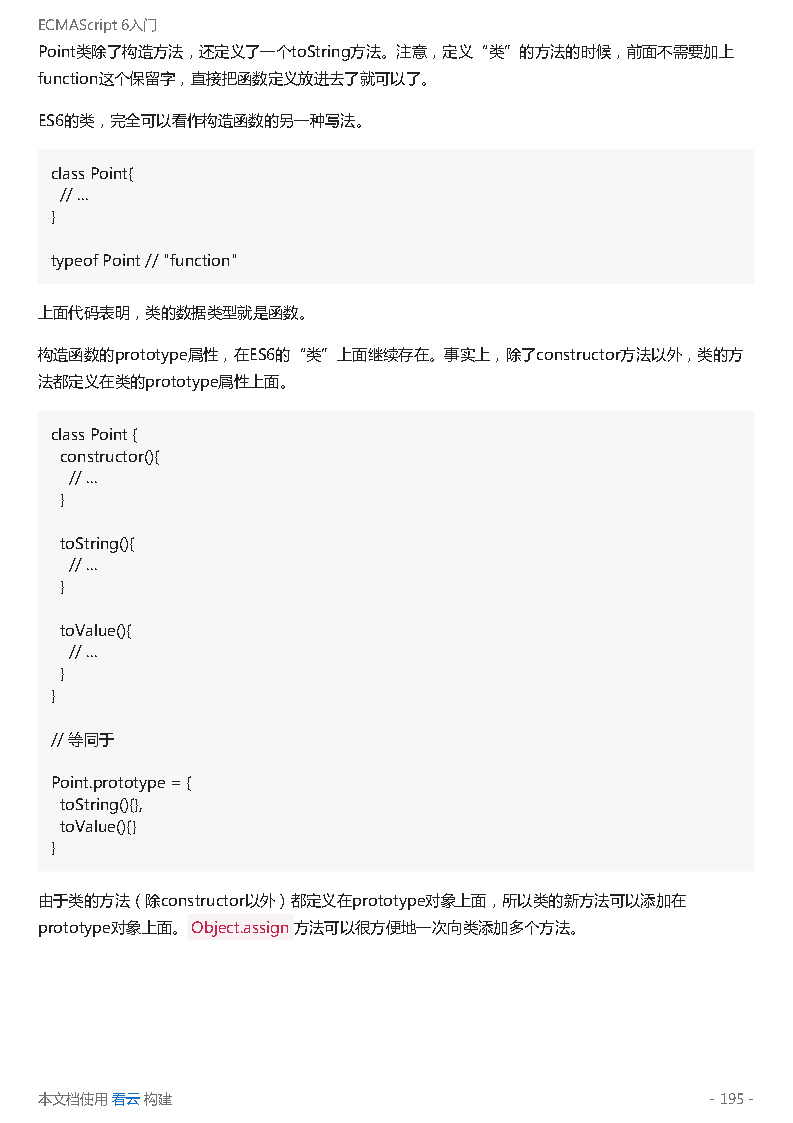 ECMAScript 6入门
Point类除了构造方法，还定义了一个toString方法。注意，定义“类”的方法的时候，前面不需要加上
function这个保留字，直接把函数定义放进去了就可以了。
ES6的类，完全可以看作构造函数的另一种写法。
class Point{
  // ...
}
typeof Point // "function"
上面代码表明，类的数据类型就是函数。
构造函数的prototype属性，在ES6的“类”上面继续存在。事实上，除了constructor方法以外，类的方
法都定义在类的prototype属性上面。
class Point {
  constructor(){
    // ...
  }
  toString(){
    // ...
  }
  toValue(){
    // ...
  }
}
// 等同于
Point.prototype = {
  toString(){},
  toValue(){}
}
由于类的方法（除constructor以外）都定义在prototype对象上面，所以类的新方法可以添加在
prototype对象上面。Object.assign方法可以很方便地一次向类添加多个方法。
本文档使用 看云 构建
- 195 -